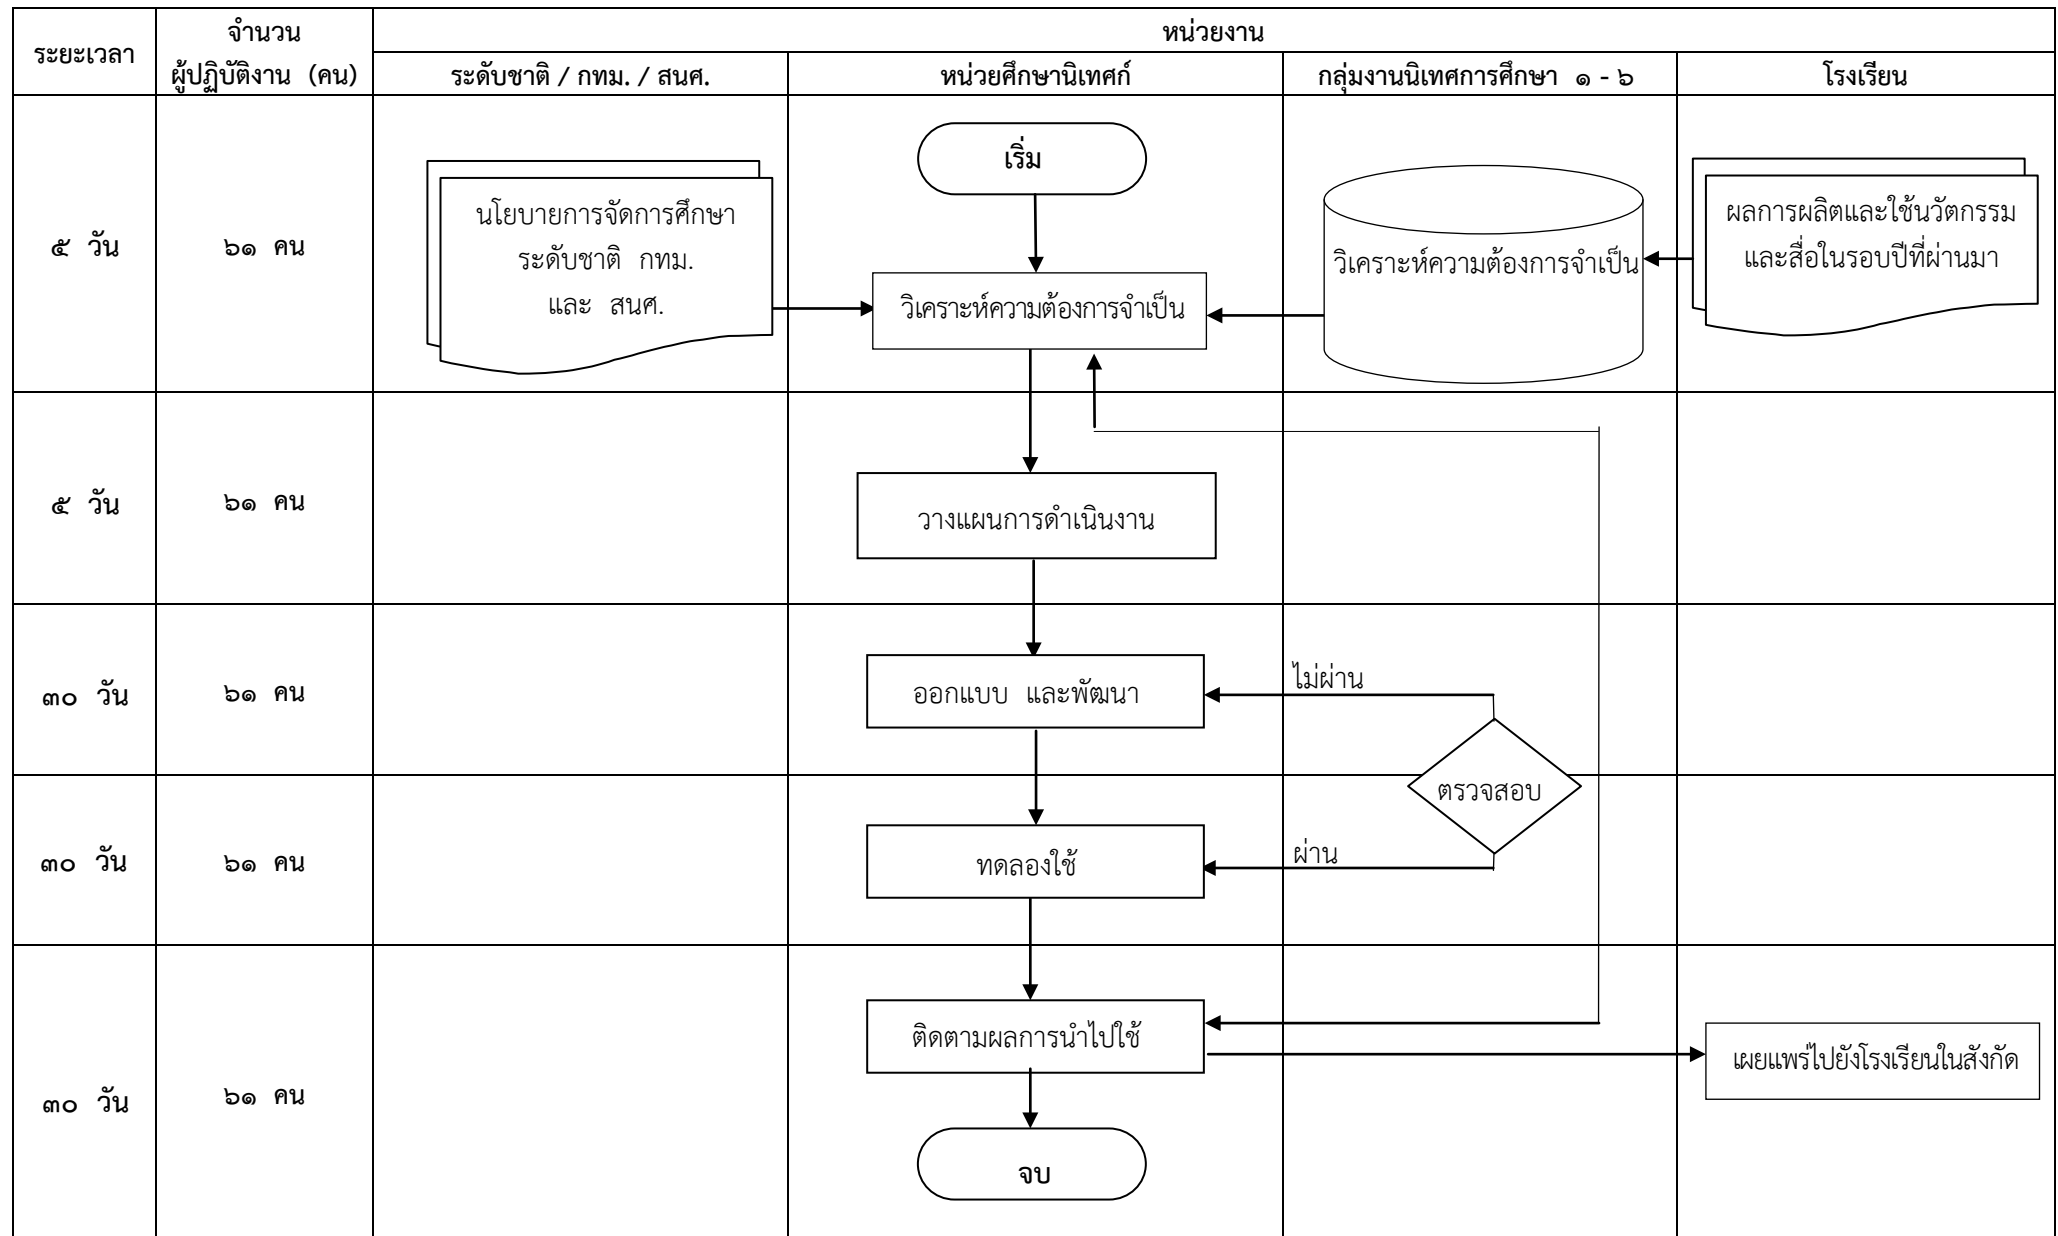 ระยะเวลา
จำนวน
ผู้ปฏิบัติงาน (คน)
หน่วยงาน
ระดับชาติ / กทม. / สนศ.
หน่วยศึกษานิเทศก์
กลุ่มงานนิเทศการศึกษา ๑ - ๖
โรงเรียน
๕ วัน
๖๑ คน
นโยบายการจัดการศึกษา
ระดับชาติ กทม.
และ สนศ.
เริ่ม
วิเคราะห์ความต้องการจำเป็น
วิเคราะห์ความต้องการจำเป็น
ผลการผลิตและใช้นวัตกรรม
และสื่อในรอบปีที่ผ่านมา
๕ วัน
๖๑ คน
วางแผนการดำเนินงาน
๓๐ วัน
๖๑ คน
ออกแบบ และพัฒนา
ไม่ผ่าน
ตรวจสอบ
๓๐ วัน
๖๑ คน
ทดลองใช้
ผ่าน
๓๐ วัน
๖๑ คน
ติดตามผลการนำไปใช้
เผยแพร่ไปยังโรงเรียนในสังกัด
จบ